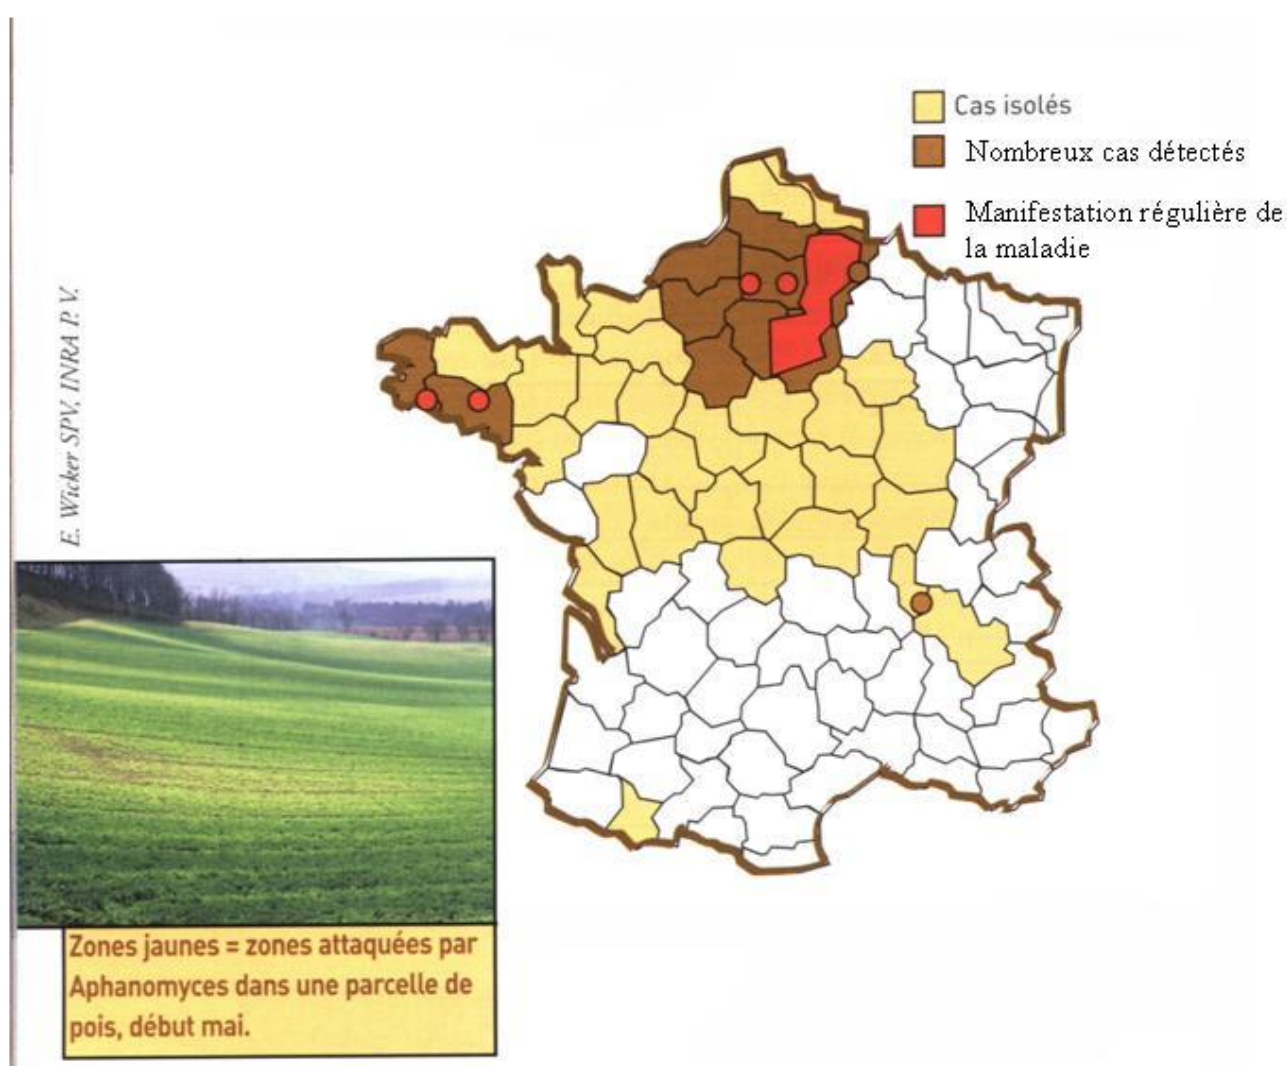 Cas isolés
Nombreux cas détectés
Manifestation régulière de
la maladie
E. Wicker SPV, INRA P. V.
Zones jaunes = zones attaquées par
Aphanomyces dans une parcelle de
pois, début mai.